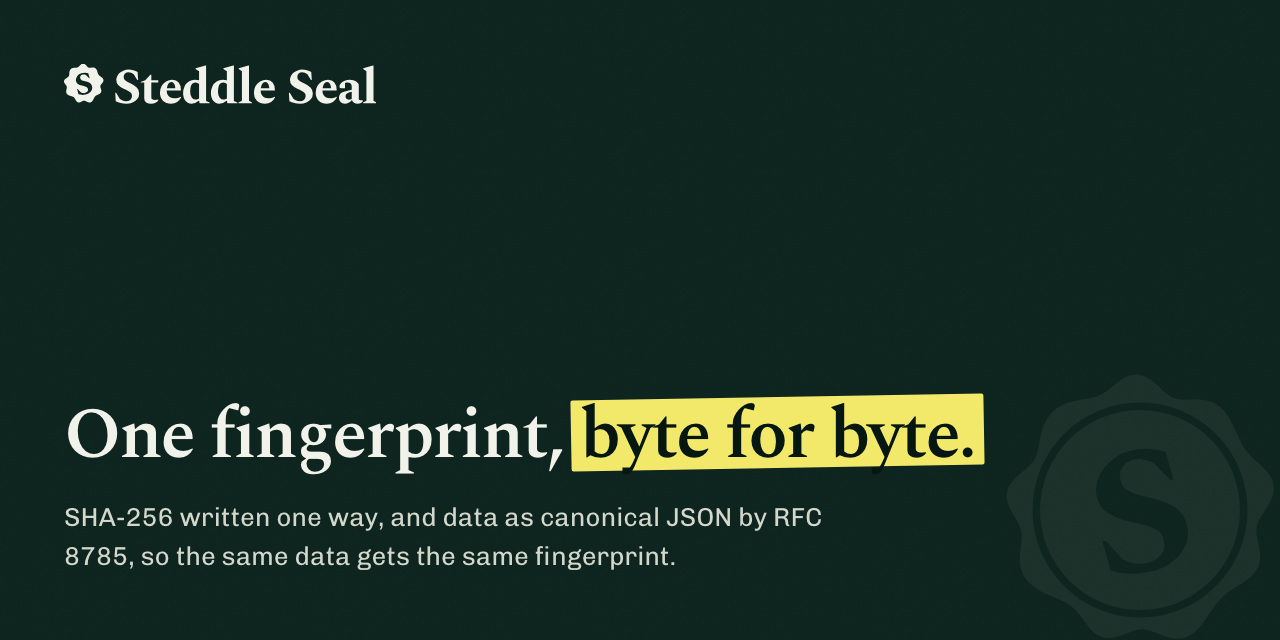 S Steddle Seal
One fingerprint, byte for byte.
SHA-256 written one way, and data as canonical JSON by RFC
8785, so the same data gets the same fingerprint.
S